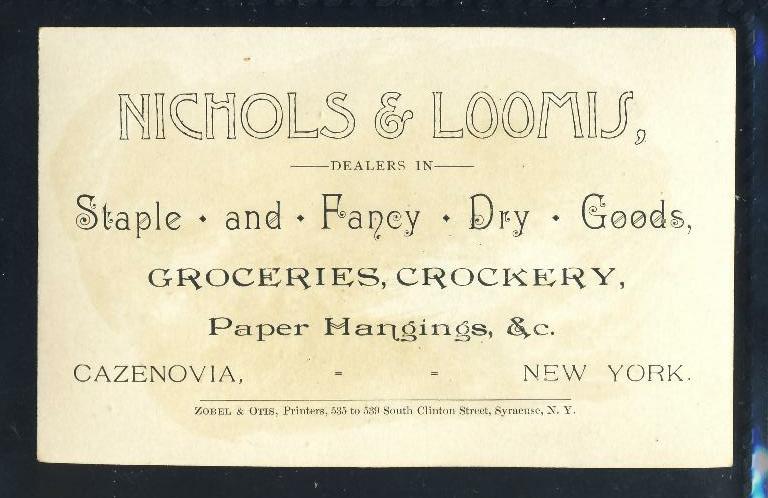 NICHOLS & LOOMIS,
DEALERS IN
Staple · and · Fancy · Dry · Goods,
GROCERIES, CROCKERY,
Paper Hangings, &c.
CAZENOVIA, = = NEW YORK.
ZOBEL & OTIS, Printers, 535 to 539 South Clinton Street, Syracuse, N. Y.